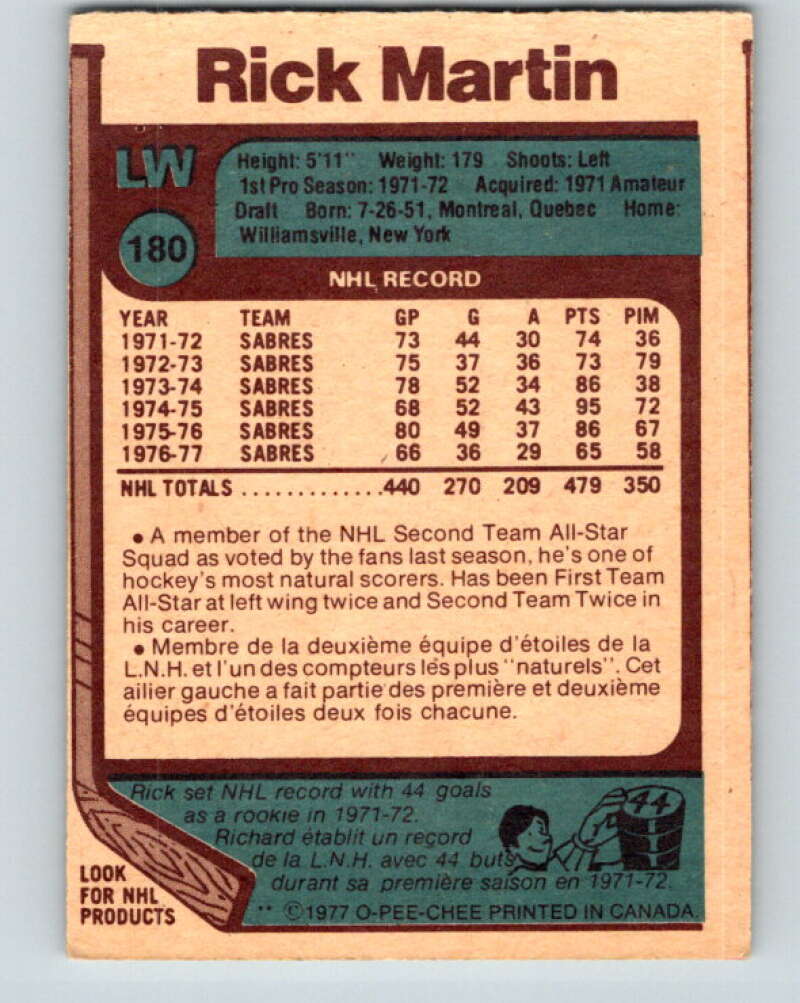 Rick Martin
LW
Height: 5'11" Weight: 179 Shoots: Left
1st Pro Season: 1971-72 Acquired: 1971 Amateur
Draft Born: 7-26-51, Montreal, Quebec Home:
Williamsville, New York
180
NHL RECORD
YEAR TEAM GP G A PTS PIM
1971-72 SABRES 73 44 30 74 36
1972-73 SABRES 75 37 36 73 79
1973-74 SABRES 78 52 34 86 38
1974-75 SABRES 68 52 43 95 72
1975-76 SABRES 80 49 37 86 67
1976-77 SABRES 66 36 29 65 58
NHL TOTALS .............440 270 209 479 350
• A member of the NHL Second Team All-Star
Squad as voted by the fans last season, he's one of
hockey's most natural scorers. Has been First Team
All-Star at left wing twice and Second Team Twice in
his career.
• Membre de la deuxième équipe d'étoiles de la
L.N.H. et l'un des compteurs les plus "naturels". Cet
ailier gauche a fait partie des première et deuxième
équipes d'étoiles deux fois chacune.
Rick set NHL record with 44 goals
as a rookie in 1971-72.
Richard établit un record
de la L.N.H. avec 44 buts
durant sa première saison en 1971-72.
44
LOOK
FOR NHL
PRODUCTS
** ©1977 O-PEE-CHEE PRINTED IN CANADA.